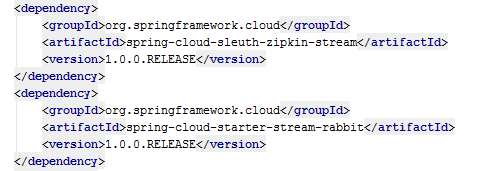 <dependency>
    <groupId>org.springframework.cloud</groupId>
    <artifactId>spring-cloud-sleuth-zipkin-stream</artifactId>
    <version>1.0.0.RELEASE</version>
</dependency>
<dependency>
    <groupId>org.springframework.cloud</groupId>
    <artifactId>spring-cloud-starter-stream-rabbit</artifactId>
    <version>1.0.0.RELEASE</version>
</dependency>